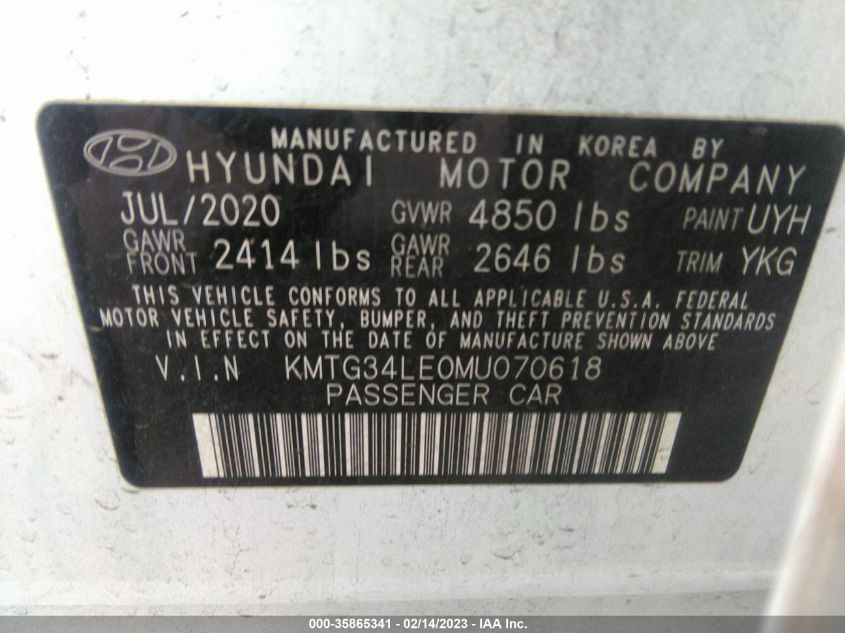 MANUFACTURED IN KOREA BY
HYUNDAI MOTOR COMPANY
JUL/2020 GVWR 4850 lbs PAINT UYH
GAWR FRONT 2414 lbs GAWR REAR 2646 lbs TRIM YKG
THIS VEHICLE CONFORMS TO ALL APPLICABLE U.S.A. FEDERAL
MOTOR VEHICLE SAFETY, BUMPER, AND THEFT PREVENTION STANDARDS
IN EFFECT ON THE DATE OF MANUFACTURE SHOWN ABOVE
V.I.N KMTG34LE0MU070618
PASSENGER CAR
000-35865341 - 02/14/2023 - IAA Inc.